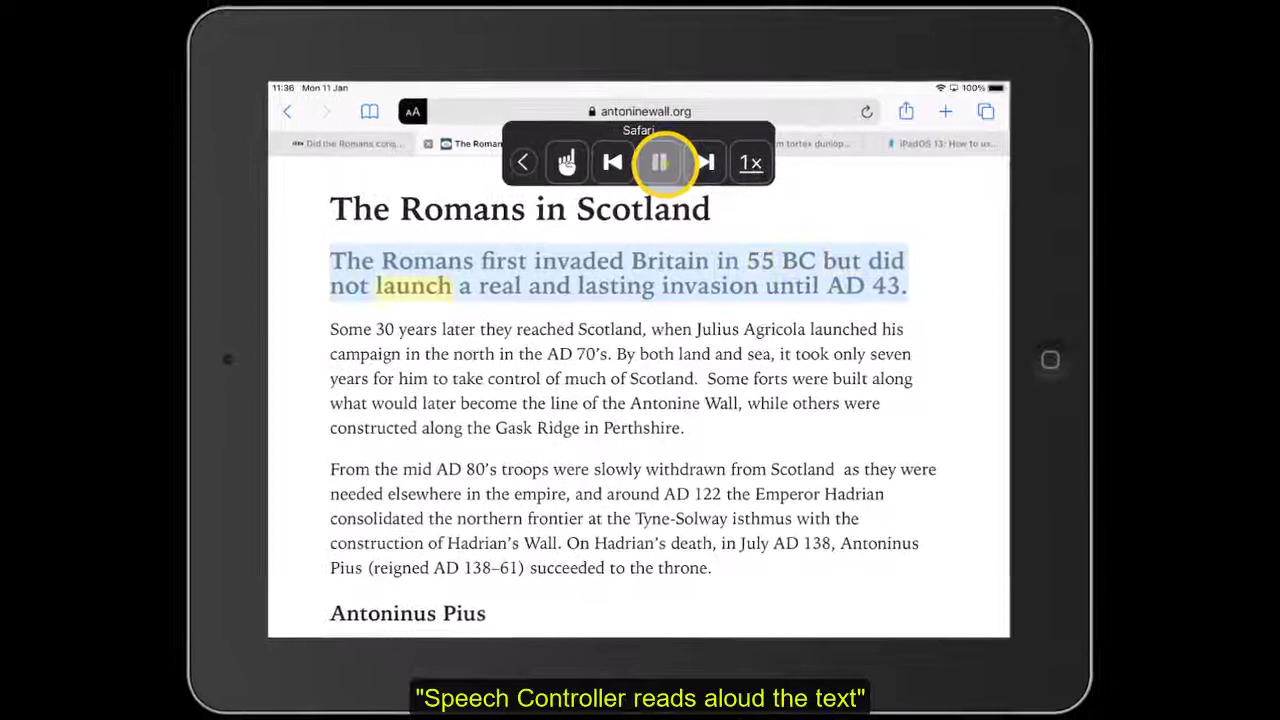 11:36 Mon 11 Jan
100%
AA
antoninewall.org
Did the Romans conq...
The Roman
m tortex dunlop...
iPadOS 13: How to us...
Safari
1x
The Romans in Scotland
The Romans first invaded Britain in 55 BC but did
not launch a real and lasting invasion until AD 43.
Some 30 years later they reached Scotland, when Julius Agricola launched his
campaign in the north in the AD 70’s. By both land and sea, it took only seven
years for him to take control of much of Scotland. Some forts were built along
what would later become the line of the Antonine Wall, while others were
constructed along the Gask Ridge in Perthshire.
From the mid AD 80’s troops were slowly withdrawn from Scotland as they were
needed elsewhere in the empire, and around AD 122 the Emperor Hadrian
consolidated the northern frontier at the Tyne-Solway isthmus with the
construction of Hadrian’s Wall. On Hadrian’s death, in July AD 138, Antoninus
Pius (reigned AD 138–61) succeeded to the throne.
Antoninus Pius
"Speech Controller reads aloud the text"